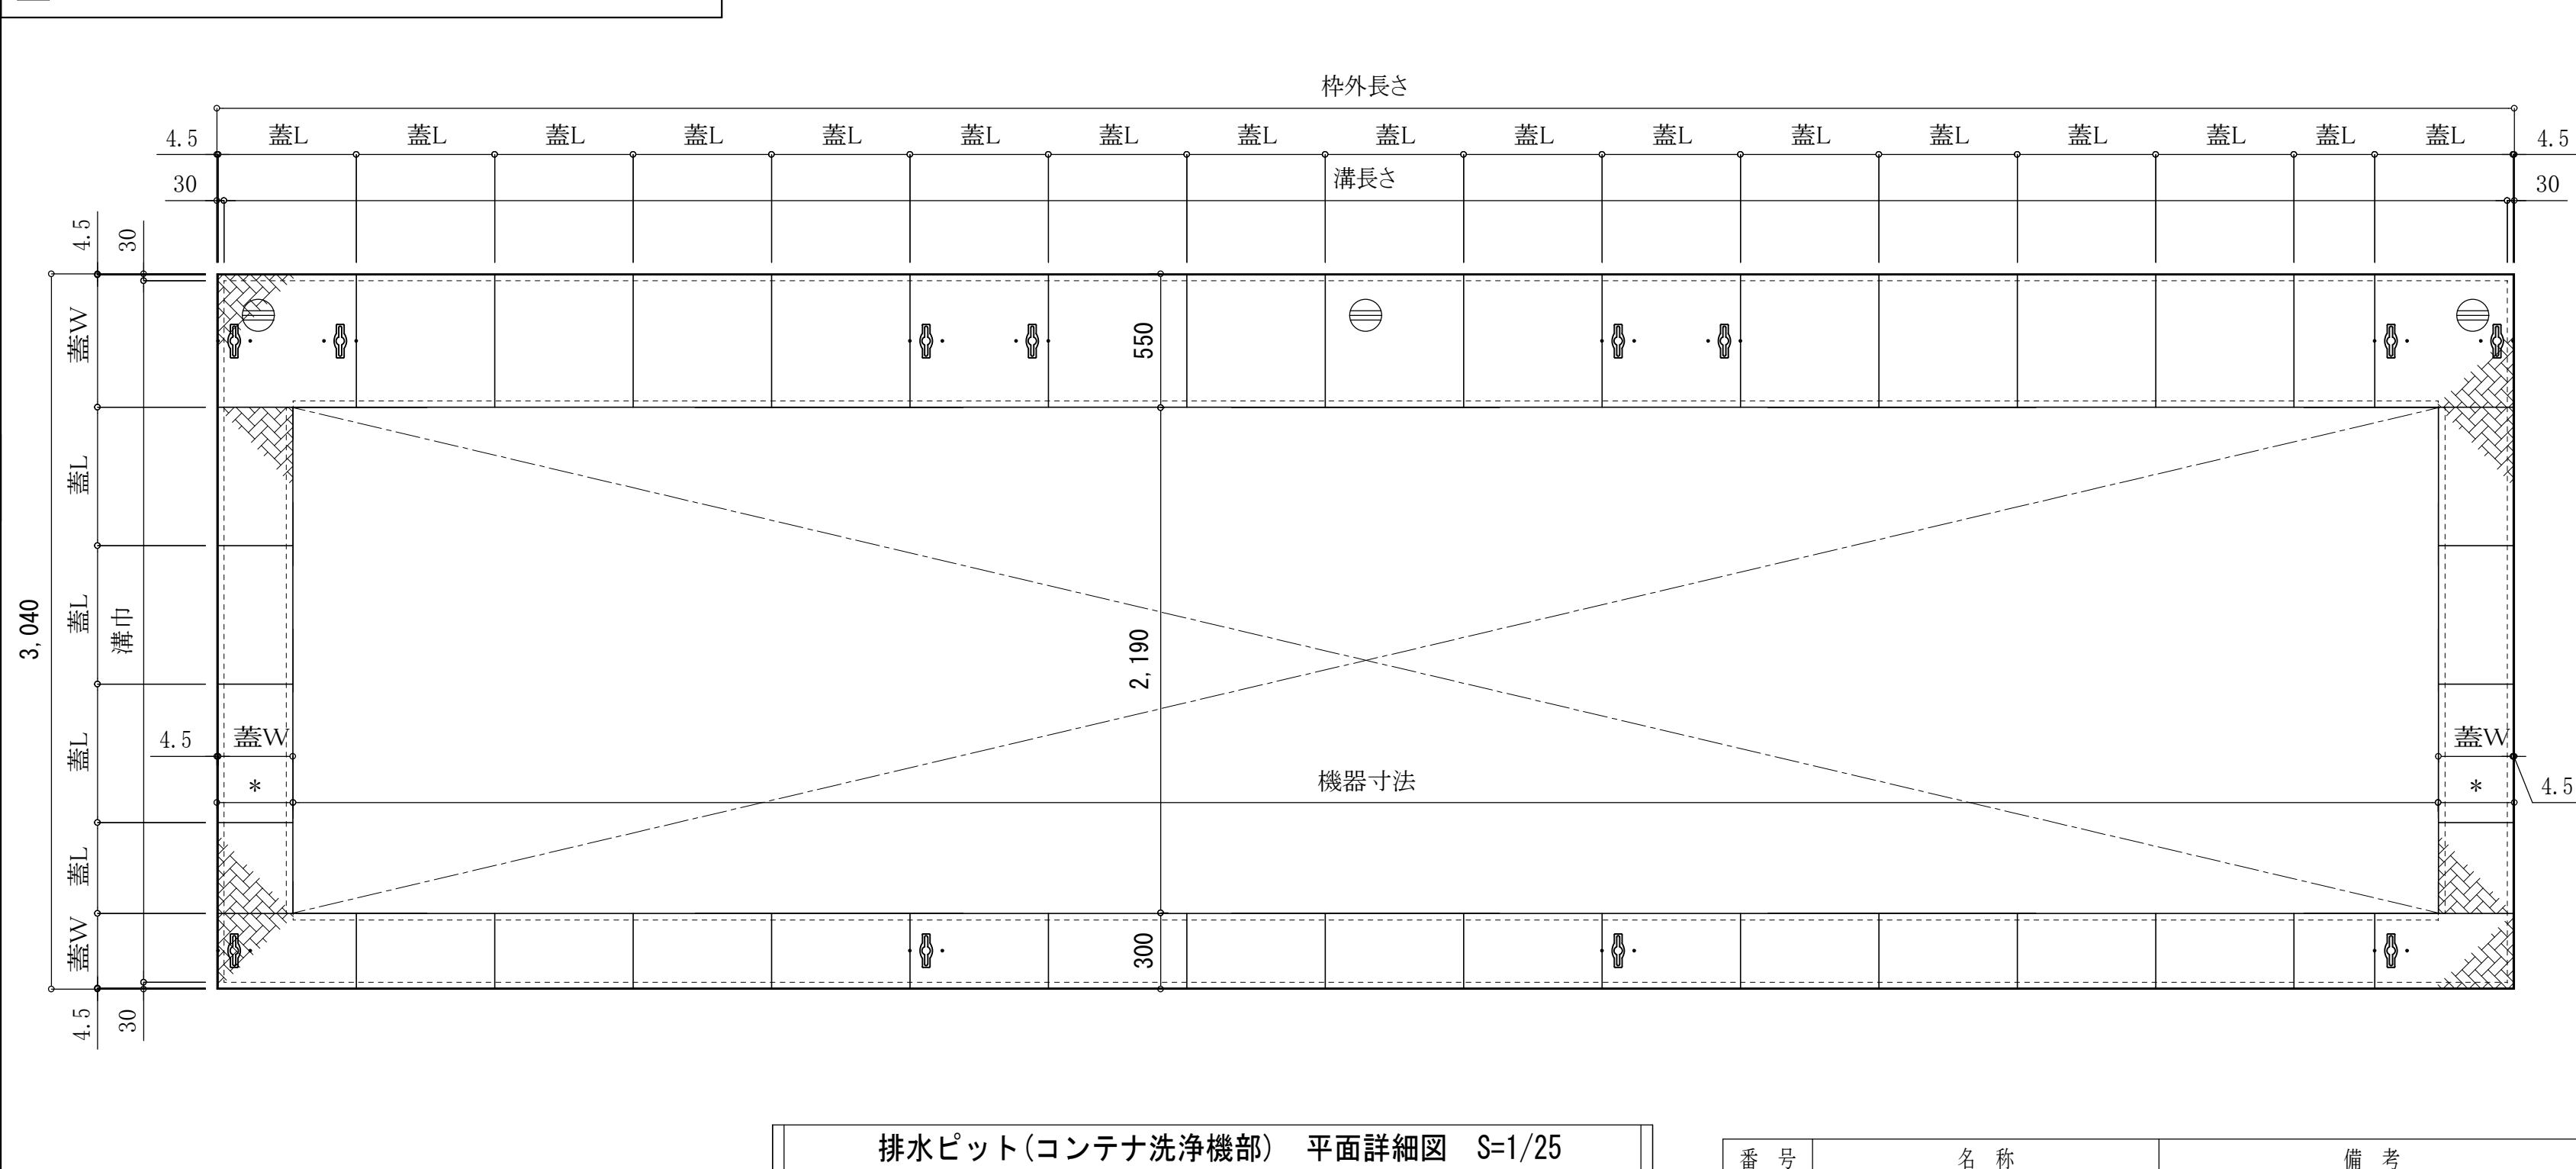 枠外長さ
4.5 蓋L 蓋L 蓋L 蓋L 蓋L 蓋L 蓋L 蓋L 蓋L 蓋L 蓋L 蓋L 蓋L 蓋L 蓋L 蓋L 蓋L 4.5
30 溝長さ 30
4.5
30
蓋W
550
蓋L
蓋L
3,040
溝巾
2,190
蓋L
4.5 蓋W
蓋W
* 機器寸法 * 4.5
蓋L
蓋W
300
4.5
30
排水ピット(コンテナ洗浄機部) 平面詳細図 S=1/25
番号 名称 備考